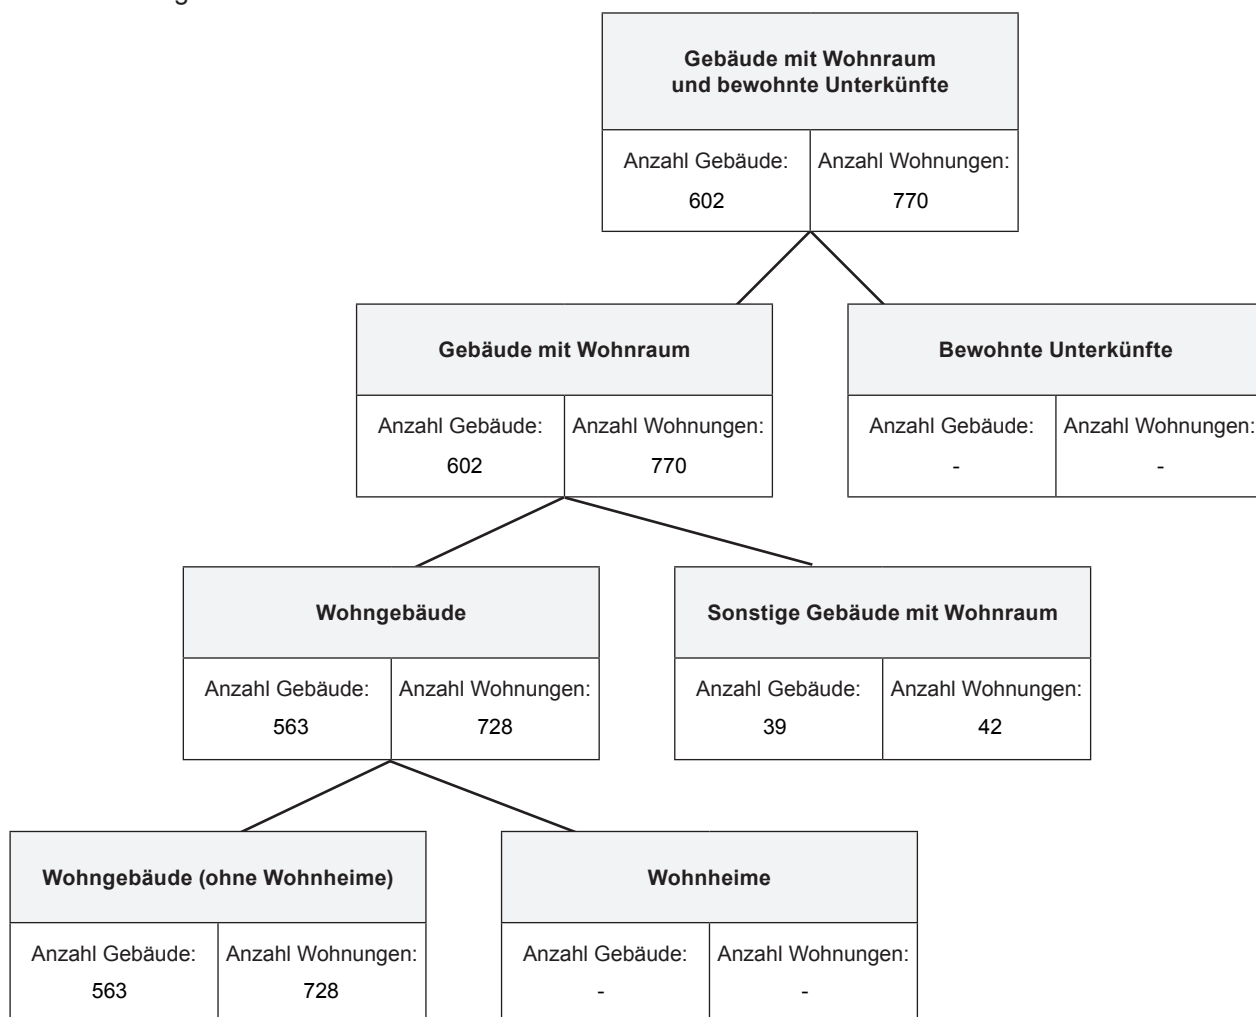 Gebäude mit Wohnraum
und bewohnte Unterkünfte
Anzahl Gebäude: Anzahl Wohnungen:
602 770
Gebäude mit Wohnraum
Anzahl Gebäude: Anzahl Wohnungen:
602 770
Bewohnte Unterkünfte
Anzahl Gebäude: Anzahl Wohnungen:
- -
Wohngebäude
Anzahl Gebäude: Anzahl Wohnungen:
563 728
Sonstige Gebäude mit Wohnraum
Anzahl Gebäude: Anzahl Wohnungen:
39 42
Wohngebäude (ohne Wohnheime)
Anzahl Gebäude: Anzahl Wohnungen:
563 728
Wohnheime
Anzahl Gebäude: Anzahl Wohnungen:
- -